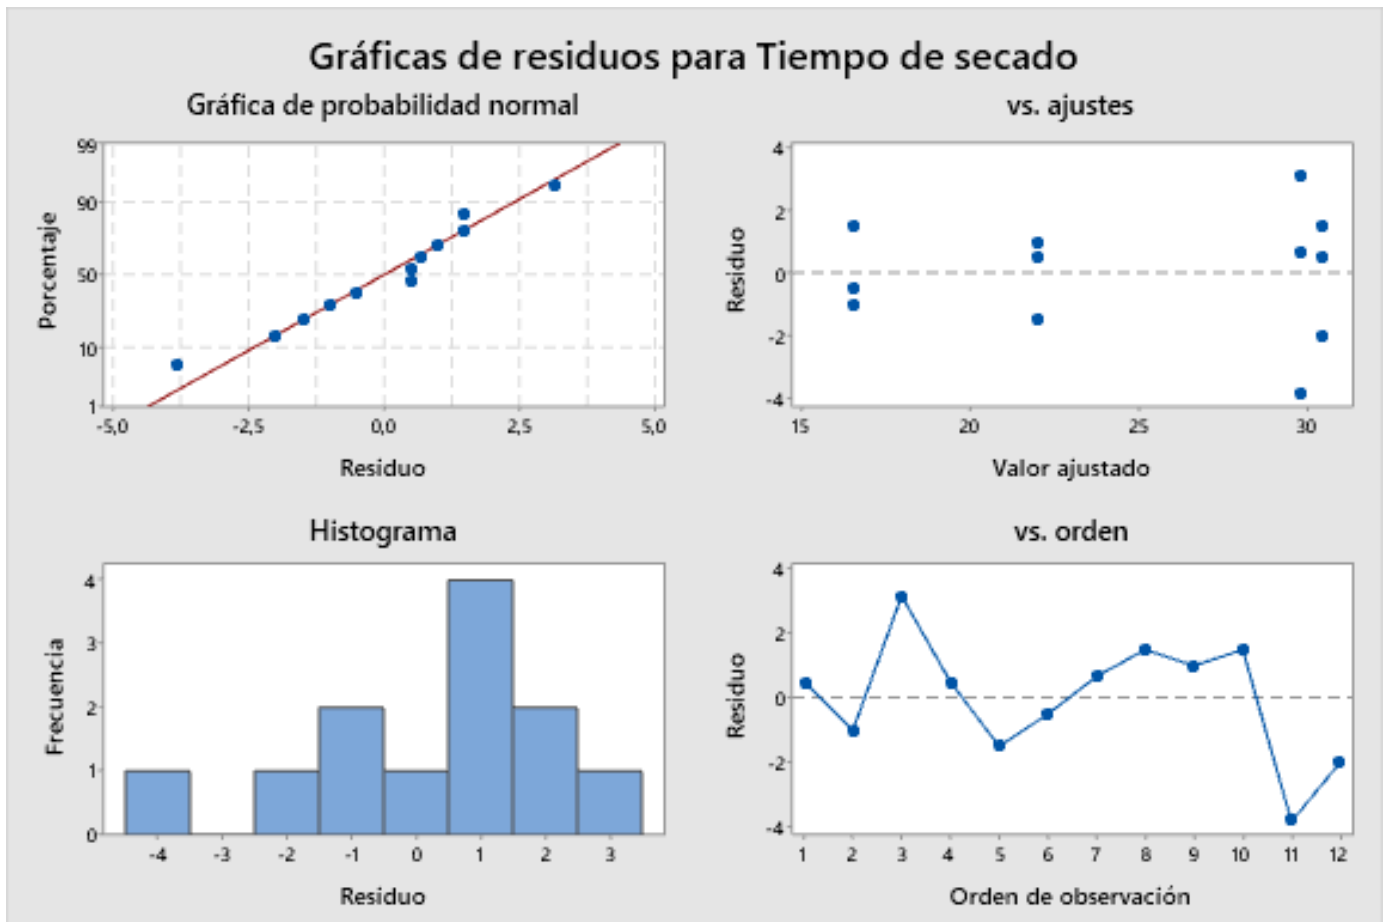 Gráficas de residuos para Tiempo de secado
Gráfica de probabilidad normal
99
90
50
10
1
Porcentaje
-5,0 -2,5 0,0 2,5 5,0
Residuo
vs. ajustes
4
2
0
-2
-4
Residuo
15 20 25 30
Valor ajustado
Histograma
4
3
2
1
0
Frecuencia
-4 -3 -2 -1 0 1 2 3
Residuo
vs. orden
4
2
0
-2
-4
Residuo
1 2 3 4 5 6 7 8 9 10 11 12
Orden de observación